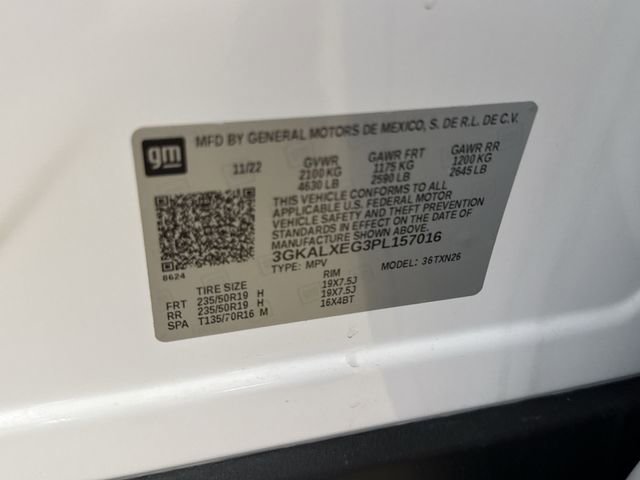 gm
MFD BY GENERAL MOTORS DE MEXICO, S. DE R.L. DE C.V.
11/22 GVWR GAWR FRT GAWR RR
2100 KG 1175 KG 1200 KG
4630 LB 2590 LB 2645 LB
THIS VEHICLE CONFORMS TO ALL
APPLICABLE U.S. FEDERAL MOTOR
VEHICLE SAFETY AND THEFT PREVENTION
STANDARDS IN EFFECT ON THE DATE OF
MANUFACTURE SHOWN ABOVE.
3GKALXEG3PL157016
8624
TYPE: MPV MODEL: 36TXN26
TIRE SIZE RIM
FRT 235/50R19 H 19X7.5J
RR 235/50R19 H 19X7.5J
SPA T135/70R16 M 16X4BT